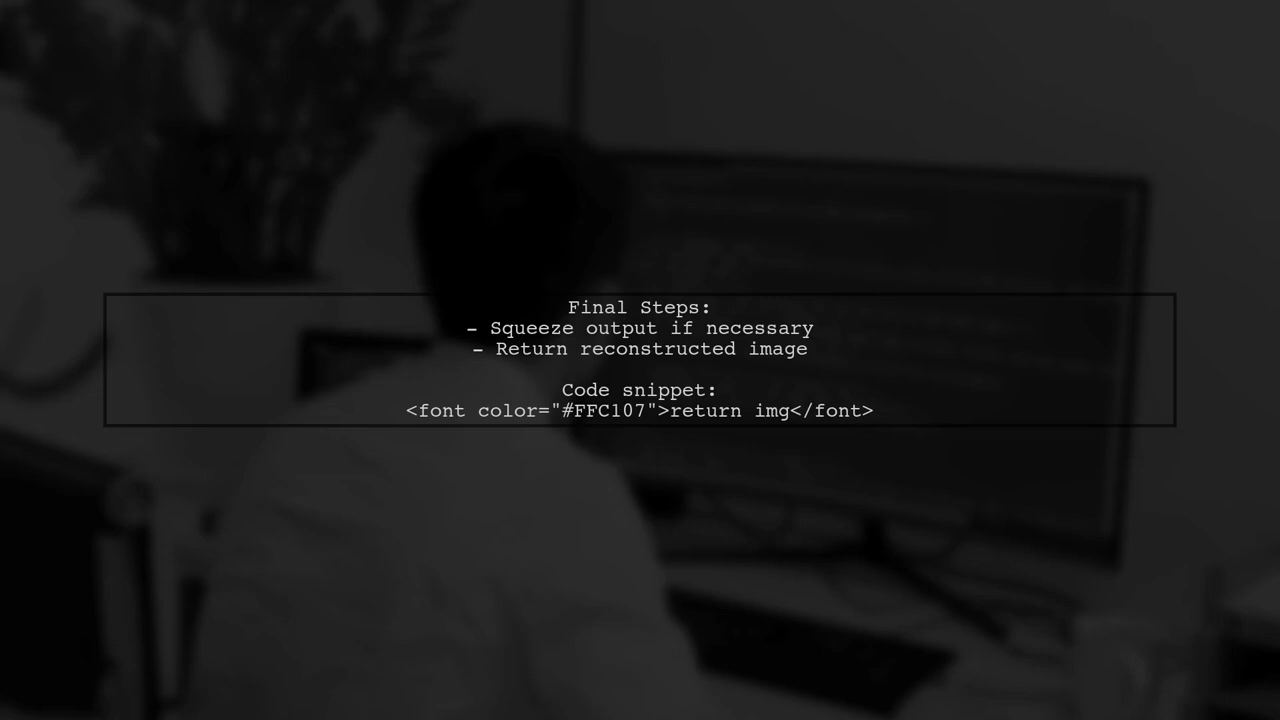 Final Steps:
- Squeeze output if necessary
- Return reconstructed image
Code snippet:
<font color="#FFC107">return img</font>